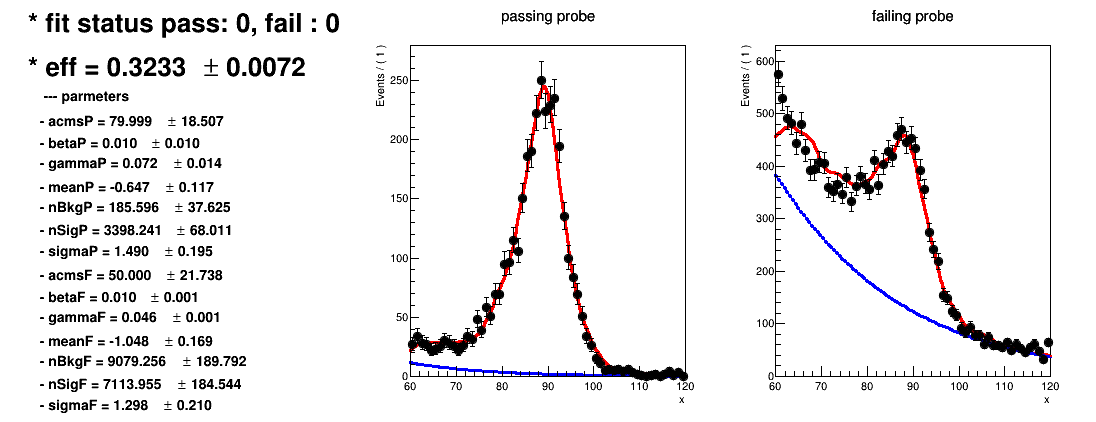 * fit status pass: 0, fail : 0
* eff = 0.3233 ± 0.0072
--- parmeters
- acmsP = 79.999 ± 18.507
- betaP = 0.010 ± 0.010
- gammaP = 0.072 ± 0.014
- meanP = -0.647 ± 0.117
- nBkgP = 185.596 ± 37.625
- nSigP = 3398.241 ± 68.011
- sigmaP = 1.490 ± 0.195
- acmsF = 50.000 ± 21.738
- betaF = 0.010 ± 0.001
- gammaF = 0.046 ± 0.001
- meanF = -1.048 ± 0.169
- nBkgF = 9079.256 ± 189.792
- nSigF = 7113.955 ± 184.544
- sigmaF = 1.298 ± 0.210
passing probe
Events / ( 1 )
250
200
150
100
50
0
60 70 80 90 100 110 120
x
failing probe
Events / ( 1 )
600
500
400
300
200
100
0
60 70 80 90 100 110 120
x